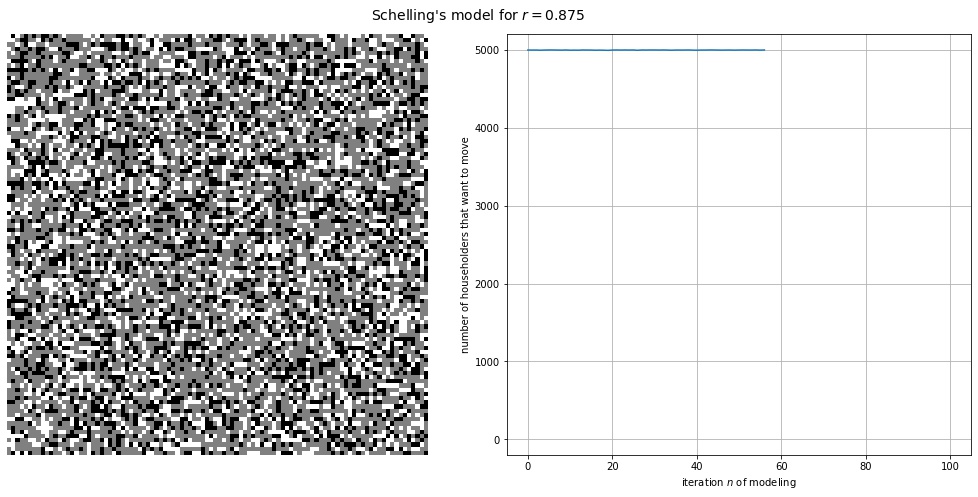 Schelling's model for r = 0.875
number of householders that want to move
5000
4000
3000
2000
1000
0
0 20 40 60 80 100
iteration n of modeling